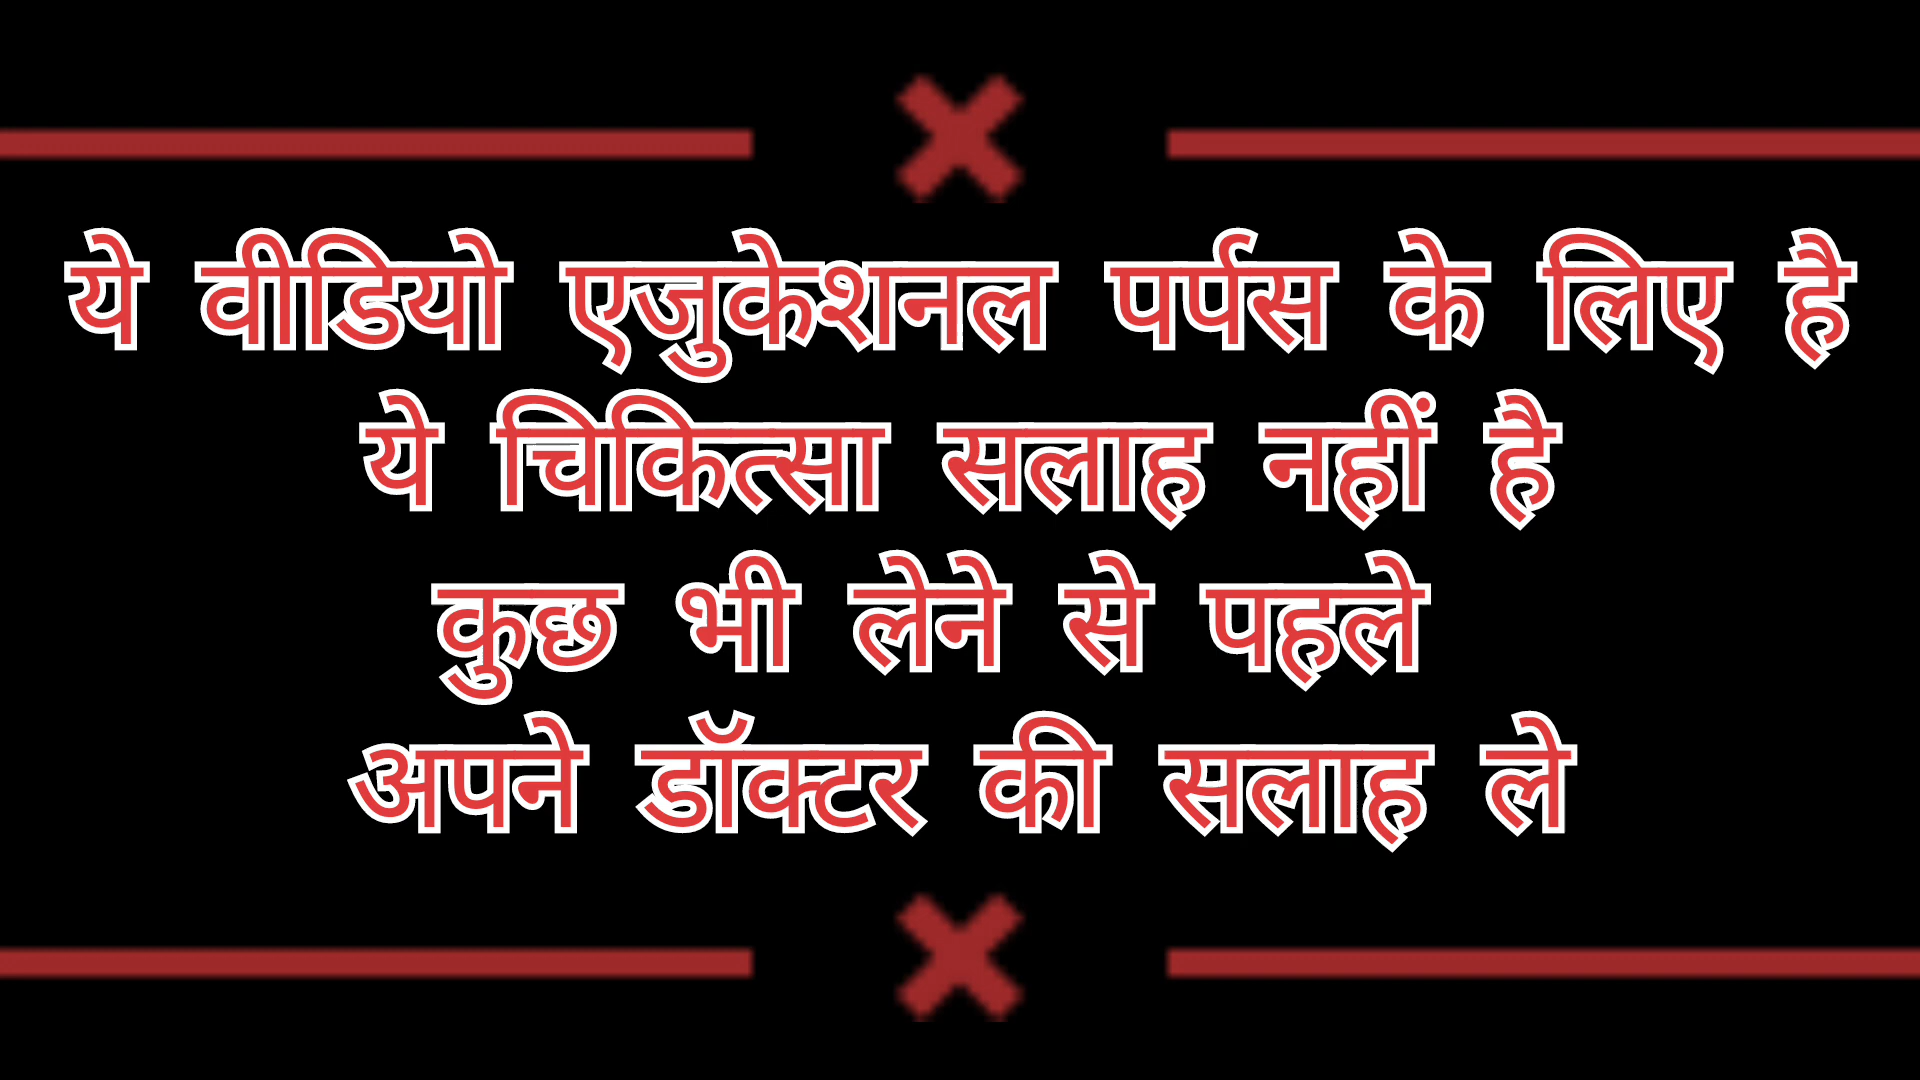 ये वीडियो एजुकेशनल पर्पस के लिए है
ये चिकित्सा सलाह नहीं है
कुछ भी लेने से पहले
अपने डॉक्टर की सलाह ले